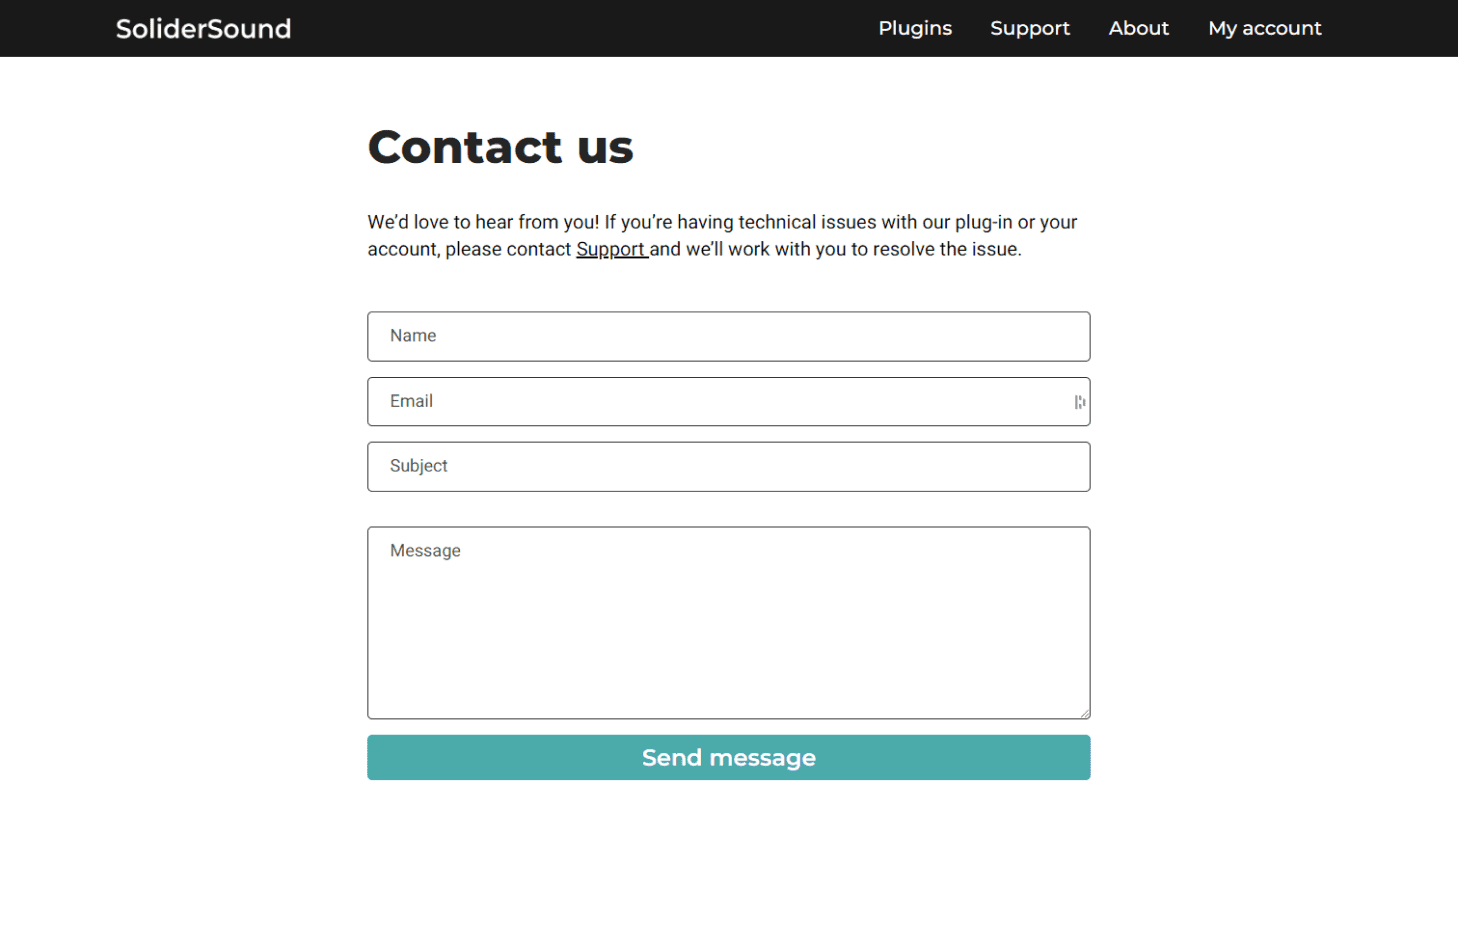 SoliderSound
Plugins Support About My account
Contact us
We’d love to hear from you! If you’re having technical issues with our plug-in or your
account, please contact Support and we’ll work with you to resolve the issue.
Name
Email
Subject
Message
Send message